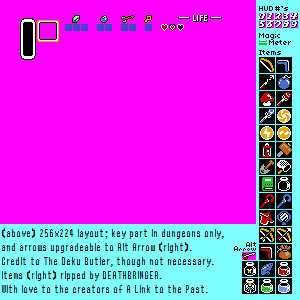 HUD #'s
— LIFE —
01234
56789
Magic
Meter
Items
Alt
Arrow
(above) 256x224 layout; key part in dungeons only,
and arrows upgradeable to Alt Arrow (right).
Credit to The Deku Butler, though not necessary.
Items (right) ripped by DEATHBRINGER.
With love to the creators of A Link to the Past.